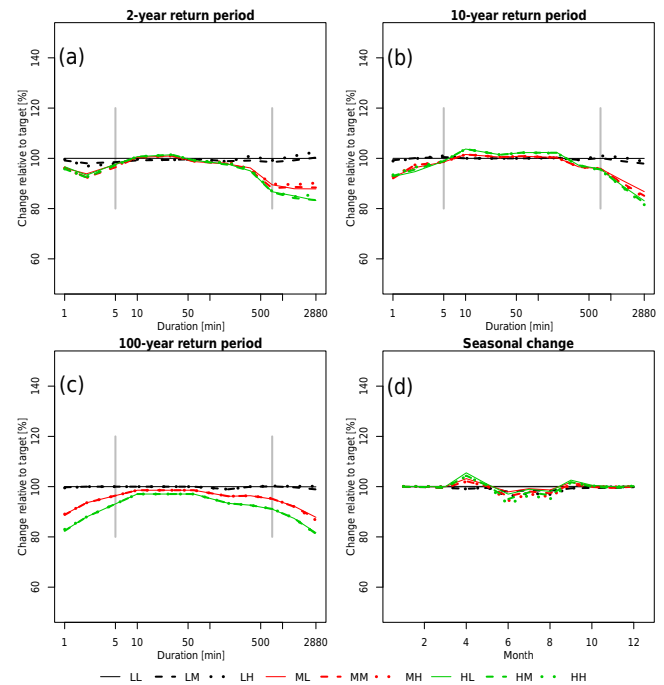 2-year return period
10-year return period
(a)
(b)
Change relative to target [%]
Change relative to target [%]
140
120
100
80
60
140
120
100
80
60
1 5 10 50 500 2880
1 5 10 50 500 2880
Duration [min]
Duration [min]
100-year return period
Seasonal change
(c)
(d)
Change relative to target [%]
Change relative to target [%]
140
120
100
80
60
140
120
100
80
60
1 5 10 50 500 2880
2 4 6 8 10 12
Duration [min]
Month
LL LM LH ML MM MH HL HM HH